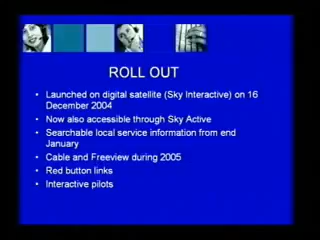 ROLL OUT
• Launched on digital satellite (Sky Interactive) on 16
December 2004
• Now also accessible through Sky Active
• Searchable local service information from end
January
• Cable and Freeview during 2005
• Red button links
• Interactive pilots